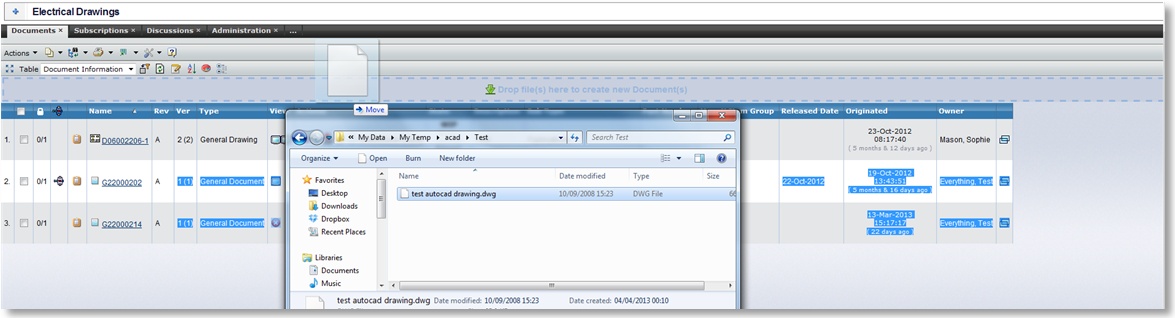 Electrical Drawings
Documents × Subscriptions × Discussions × Administration × ...
Actions
Table Document Information
Drop file(s) here to create new Document(s)
Move
Name Rev Ver Type Group Released Date Originated Owner
1. 0/1 D06002206-1 A 2 (2) General Drawing 23-Oct-2012 Mason, Sophie
08:17:40
( 5 months & 12 days ago )
2. 0/1 G22000202 A 1 (1) General Document 22-Oct-2012 19-Oct-2012 Everything, Test
13:43:51
( 5 months & 16 days ago )
3. 0/1 G22000214 A 1 (1) General Document 13-Mar-2013 Everything, Test
15:17:17
( 22 days ago )
« My Data ▸ My Temp ▸ acad ▸ Test Search Test
Organize Open Burn New folder
Favorites
Desktop
Downloads
Dropbox
Recent Places
Libraries
Documents
Music
Name Date modified Type Size
test autocad drawing.dwg 10/09/2008 15:23 DWG File 66
test autocad drawing.dwg Date modified: 10/09/2008 15:23 Date created: 04/04/2013 00:10